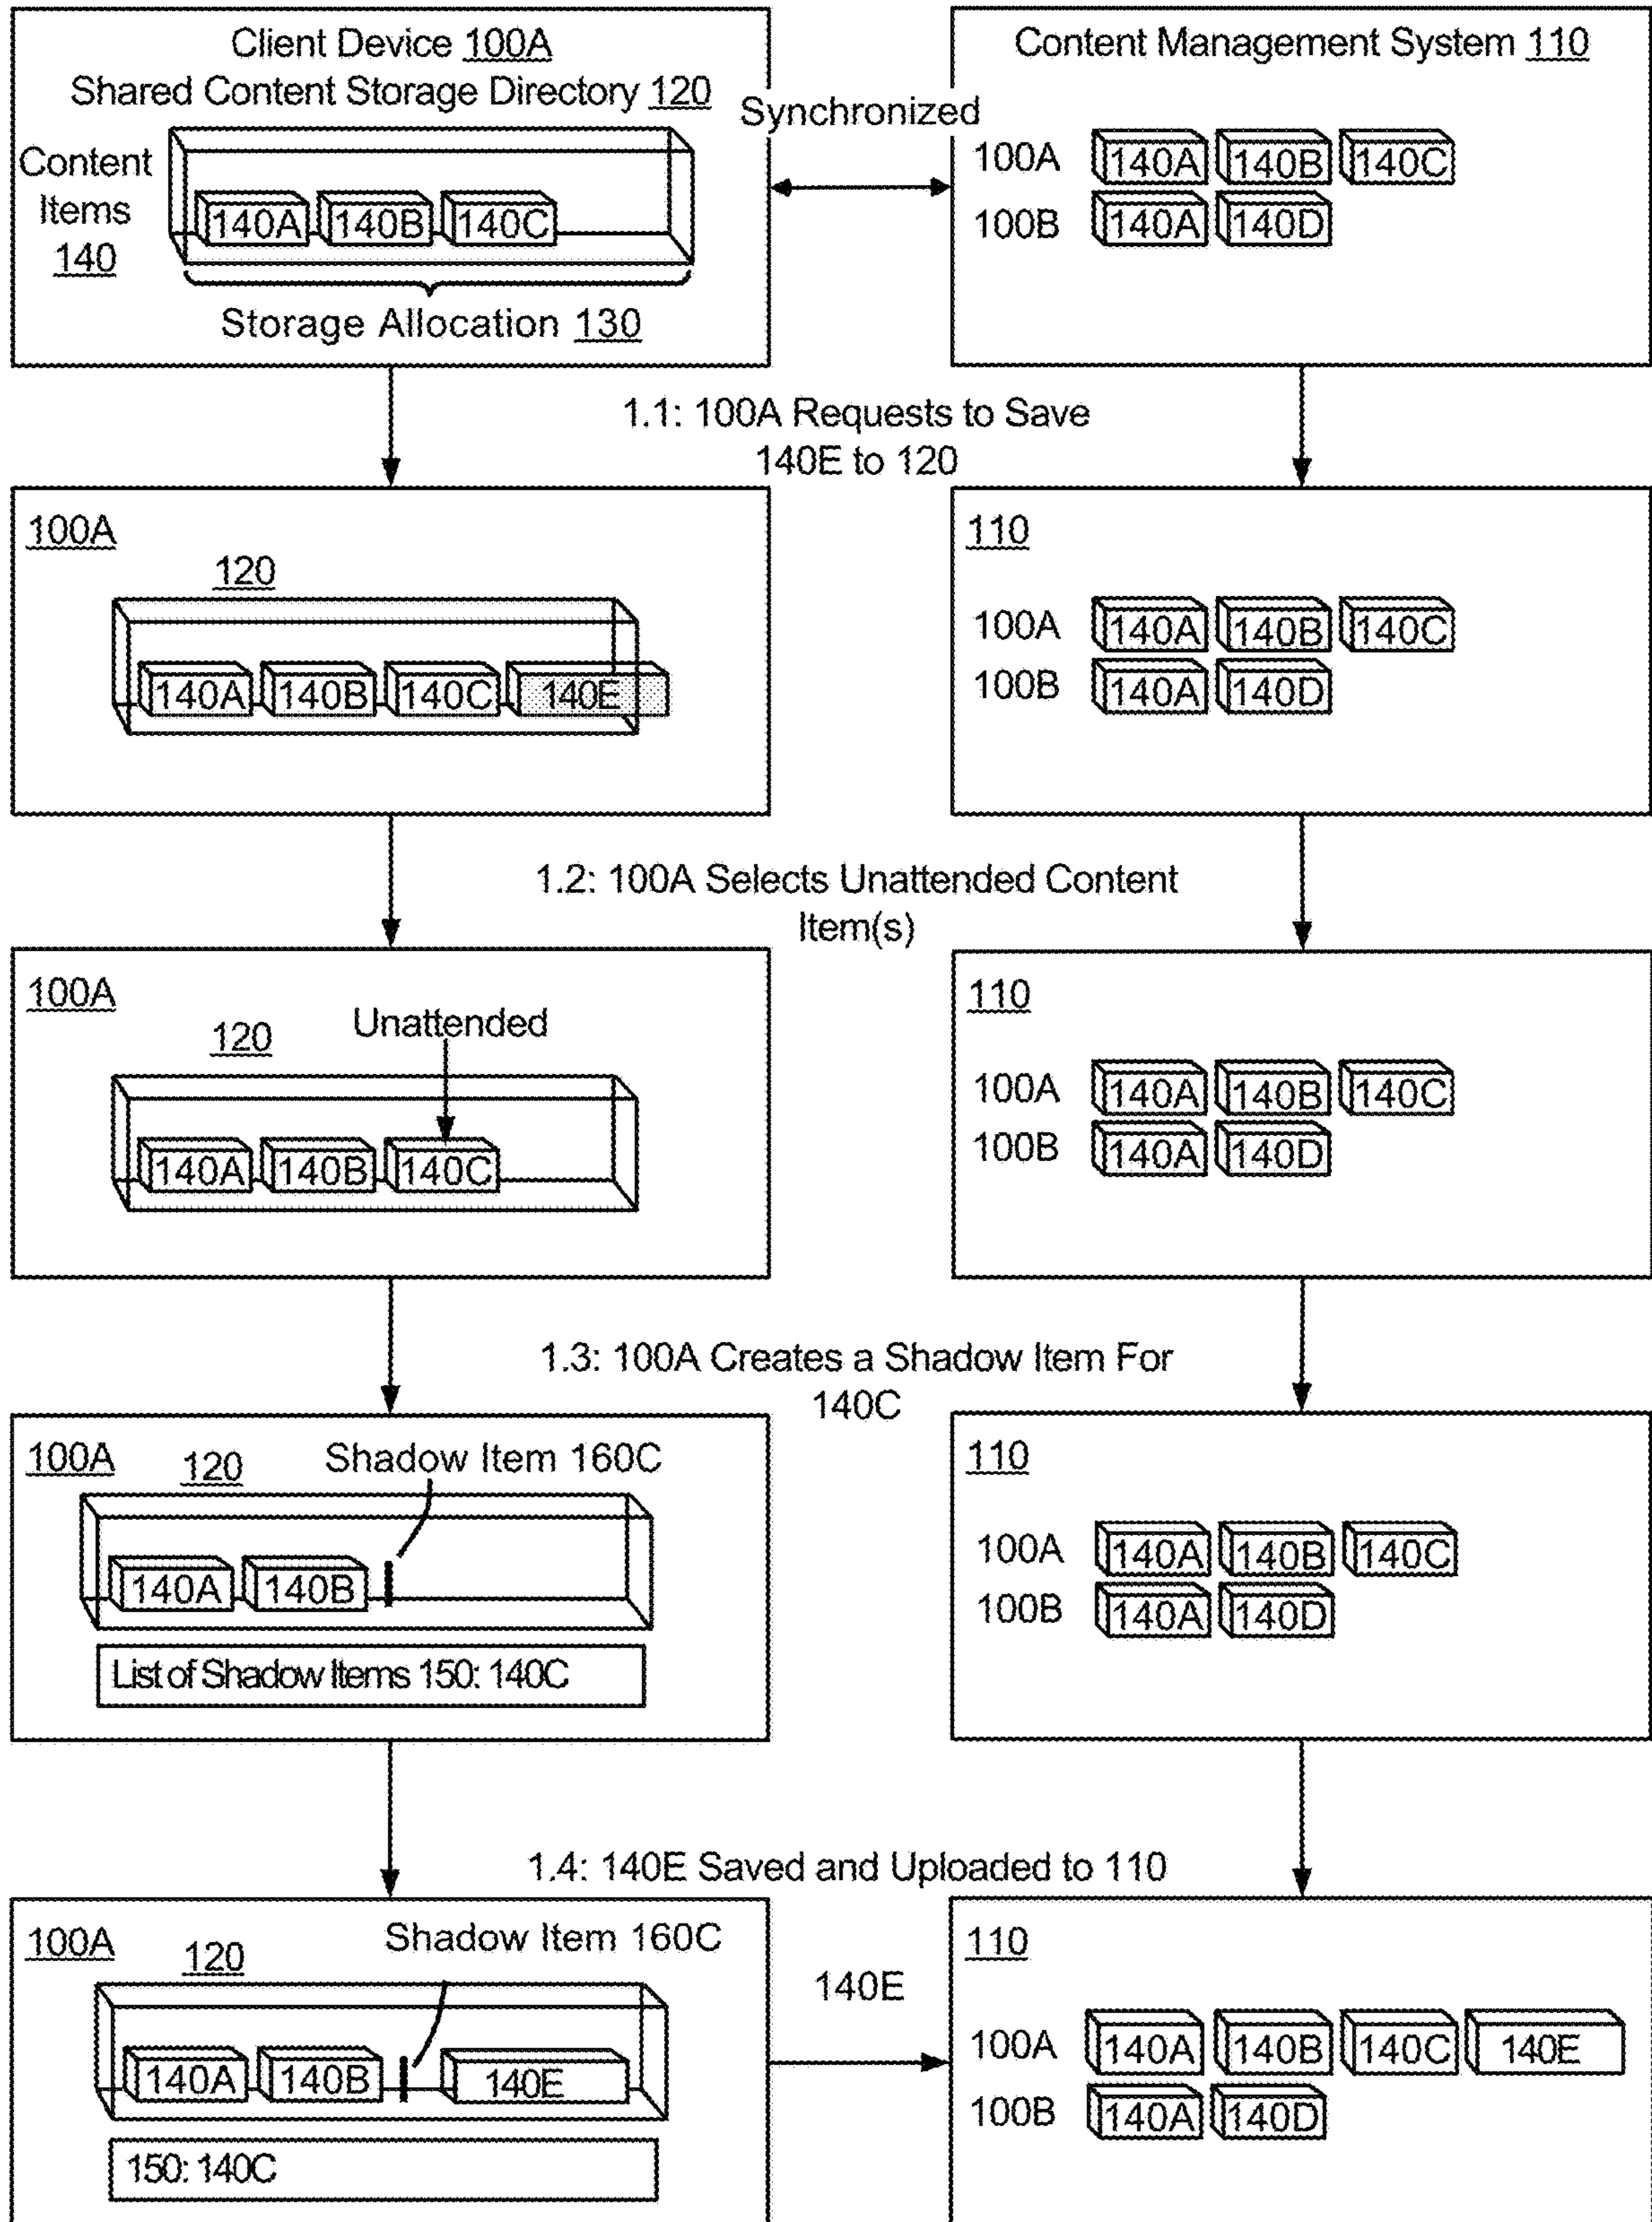 Client Device 100A
Shared Content Storage Directory 120
Content
Items
140
140A 140B 140C
Storage Allocation 130
Synchronized
Content Management System 110
100A 140A 140B 140C
100B 140A 140D
1.1: 100A Requests to Save
140E to 120
100A
120
140A 140B 140C 140E
110
100A 140A 140B 140C
100B 140A 140D
1.2: 100A Selects Unattended Content
Item(s)
100A
120
Unattended
140A 140B 140C
110
100A 140A 140B 140C
100B 140A 140D
1.3: 100A Creates a Shadow Item For
140C
100A
120
Shadow Item 160C
140A 140B
List of Shadow Items 150: 140C
110
100A 140A 140B 140C
100B 140A 140D
1.4: 140E Saved and Uploaded to 110
100A
120
Shadow Item 160C
140A 140B 140E
150: 140C
140E
110
100A 140A 140B 140C 140E
100B 140A 140D